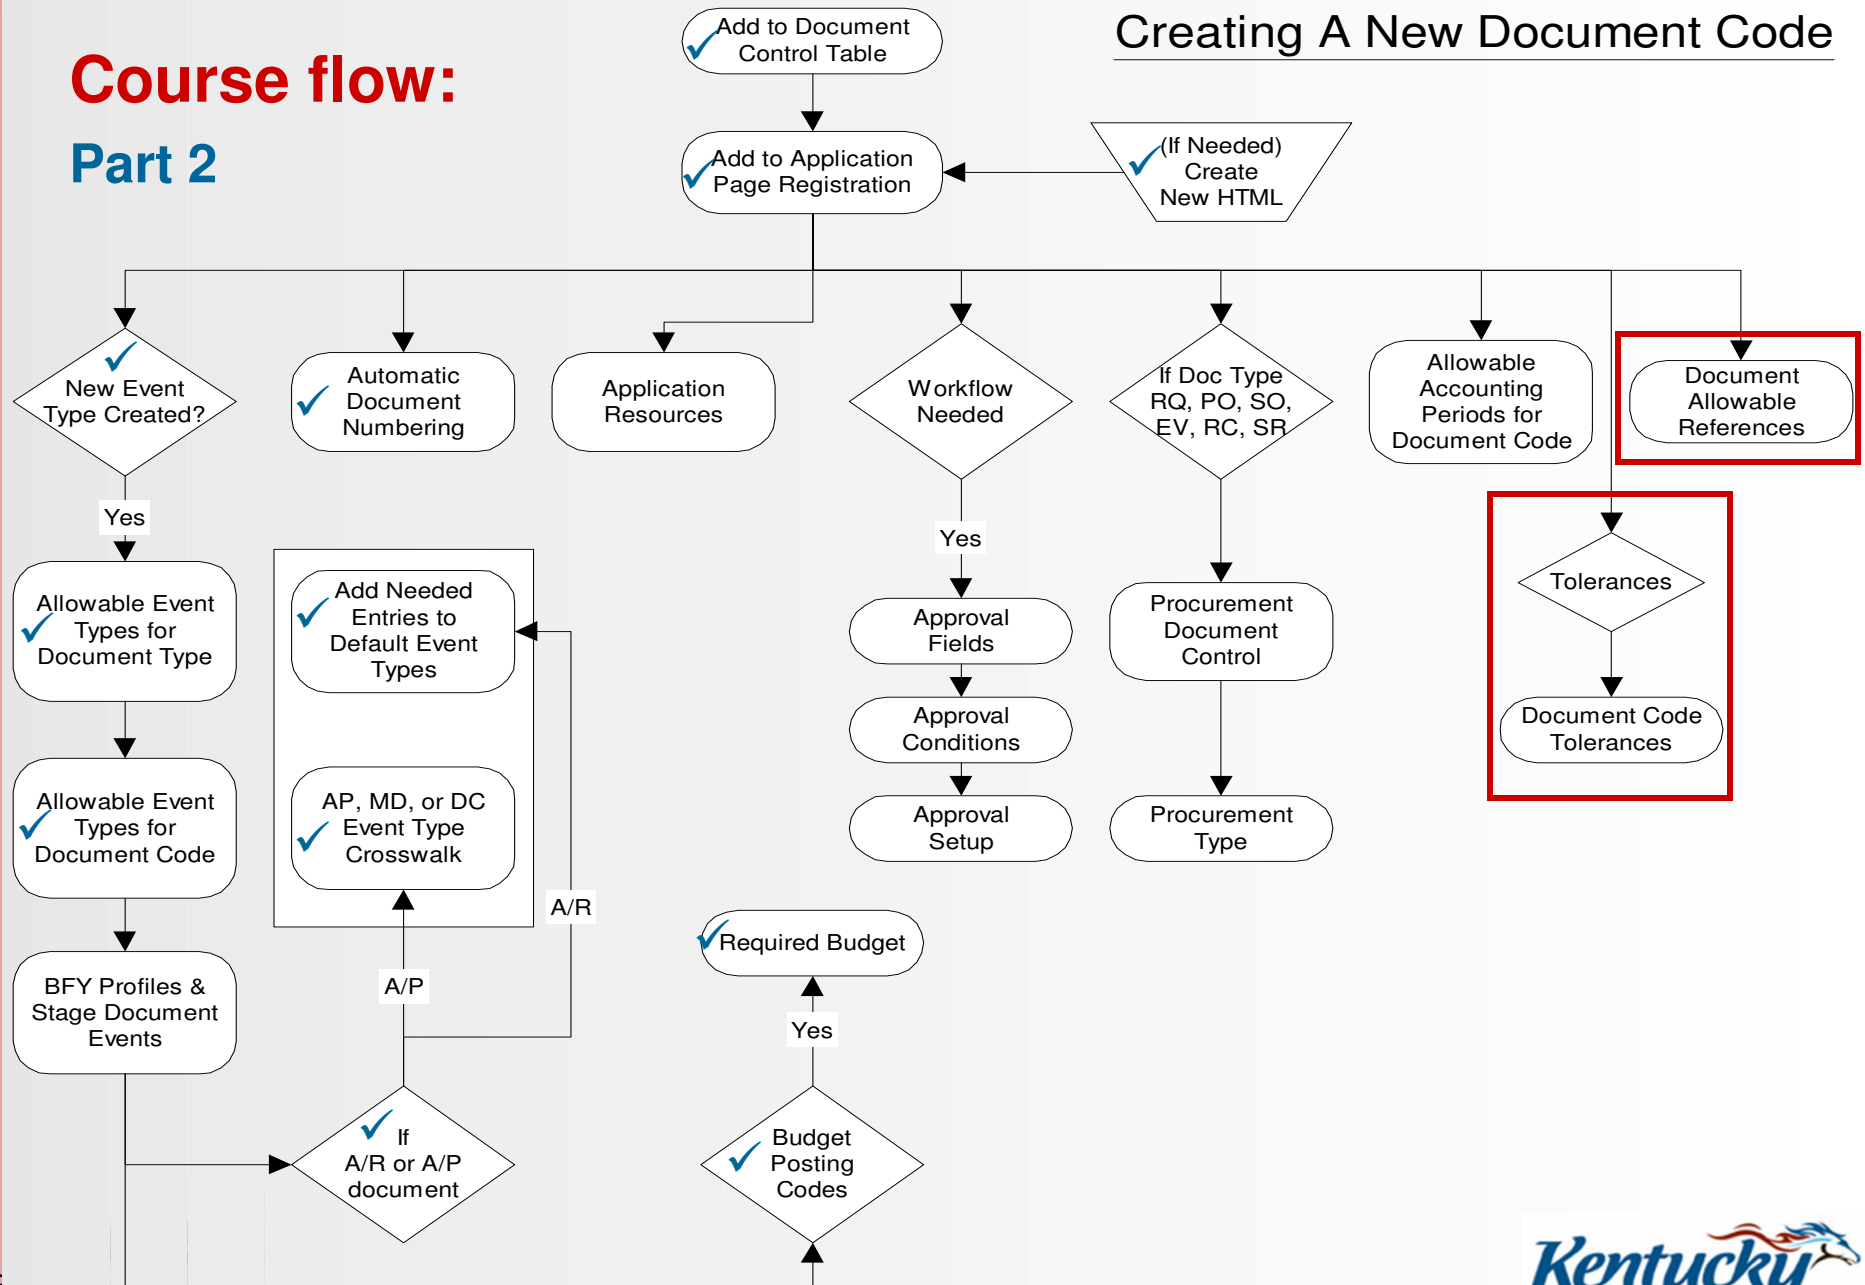 Creating A New Document Code
Course flow:
Part 2
Add to Document
Control Table
Add to Application
Page Registration
(If Needed)
Create
New HTML
New Event
Type Created?
Automatic
Document
Numbering
Application
Resources
Workflow
Needed
If Doc Type
RQ, PO, SO,
EV, RC, SR
Allowable
Accounting
Periods for
Document Code
Document
Allowable
References
Yes
Allowable Event
Types for
Document Type
Allowable Event
Types for
Document Code
BFY Profiles &
Stage Document
Events
Add Needed
Entries to
Default Event
Types
AP, MD, or DC
Event Type
Crosswalk
A/R
A/P
If
A/R or A/P
document
Yes
Approval
Fields
Approval
Conditions
Approval
Setup
Procurement
Document
Control
Procurement
Type
Tolerances
Document Code
Tolerances
Required Budget
Yes
Budget
Posting
Codes
Kentucky